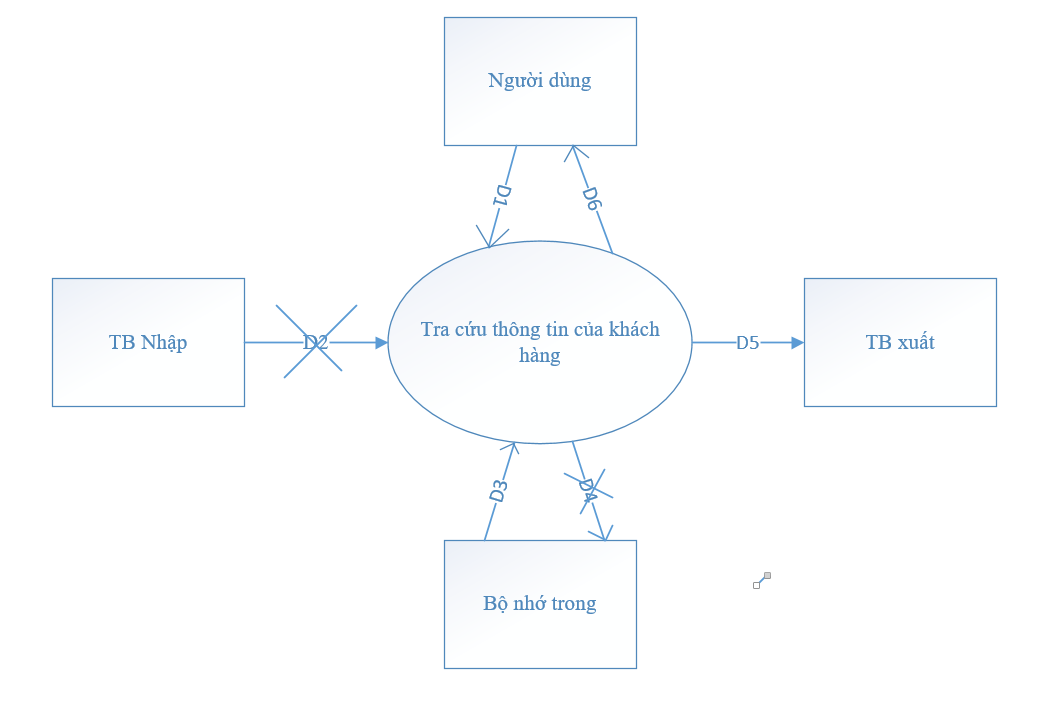 Người dùng
D1
D6
TB Nhập
D2
Tra cứu thông tin của khách
hàng
D5
TB xuất
D3
D4
Bộ nhớ trong